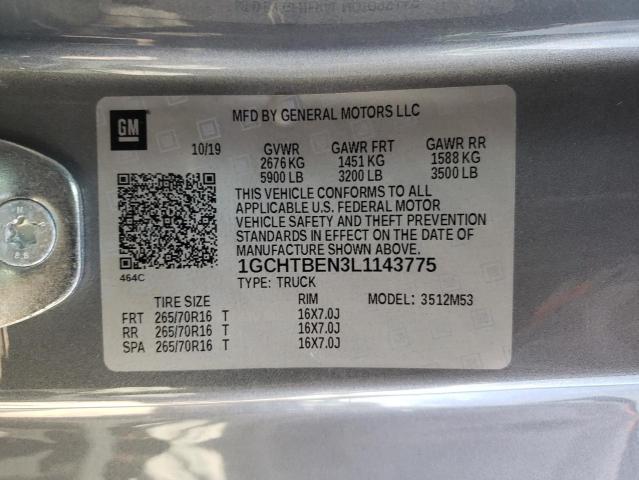 GM
MFD BY GENERAL MOTORS LLC
10/19 GVWR GAWR FRT GAWR RR
2676 KG 1451 KG 1588 KG
5900 LB 3200 LB 3500 LB
THIS VEHICLE CONFORMS TO ALL
APPLICABLE U.S. FEDERAL MOTOR
VEHICLE SAFETY AND THEFT PREVENTION
STANDARDS IN EFFECT ON THE DATE OF
MANUFACTURE SHOWN ABOVE.
464C 1GCHTBEN3L1143775
TYPE: TRUCK
TIRE SIZE RIM MODEL: 3512M53
FRT 265/70R16 T 16X7.0J
RR 265/70R16 T 16X7.0J
SPA 265/70R16 T 16X7.0J
8.8